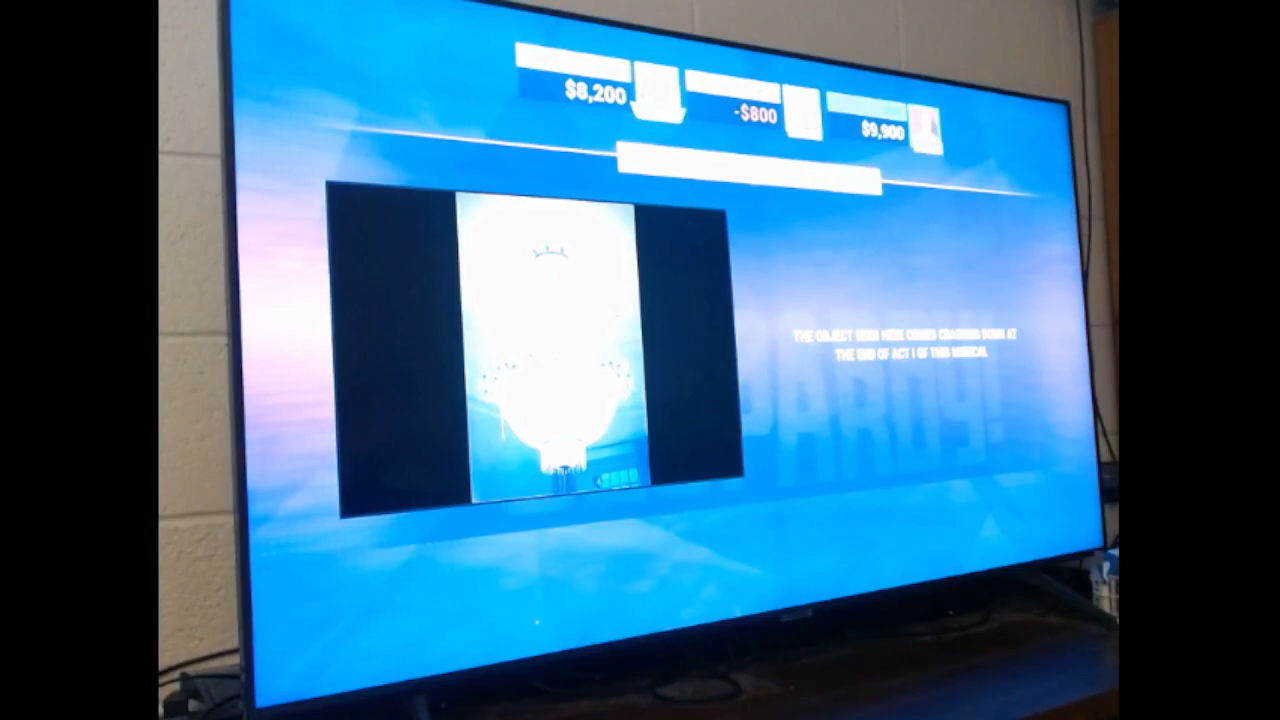 $8,200
-$800
$9,900
THE OBJECT SEEN HERE COMES CRASHING DOWN AT
THE END OF ACT I OF THIS MUSICAL
PARDY!